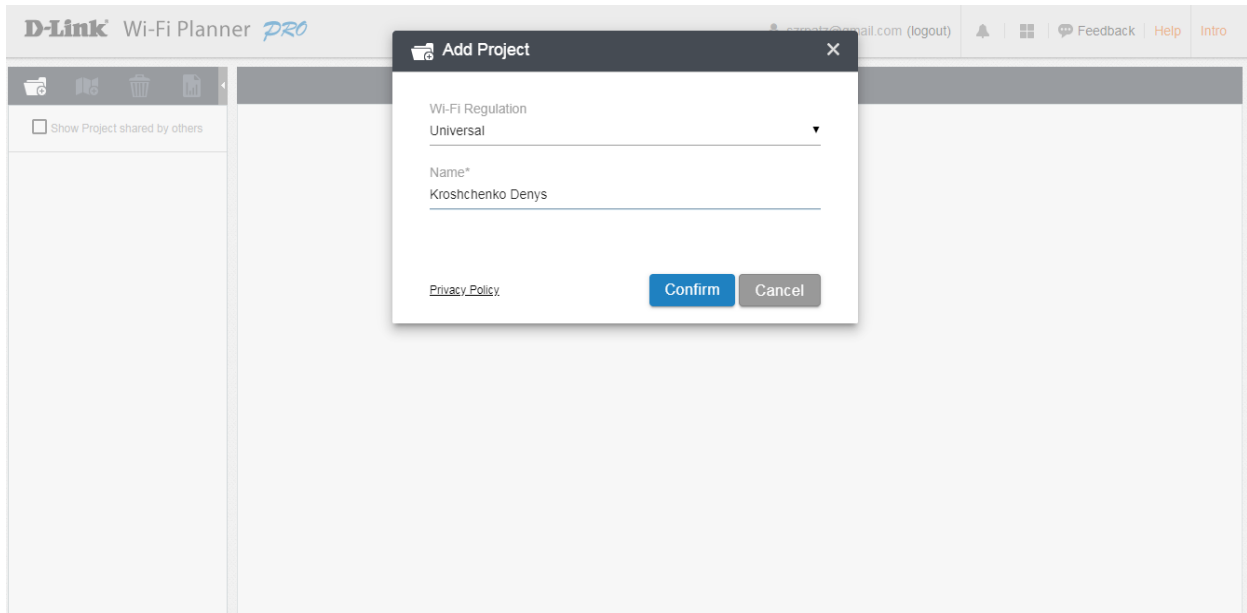 D-Link Wi-Fi Planner PRO
mail.com (logout)
Feedback
Help
Intro
Add Project
Show Project shared by others
Wi-Fi Regulation
Universal
Name*
Kroshchenko Denys
Privacy Policy
Confirm
Cancel